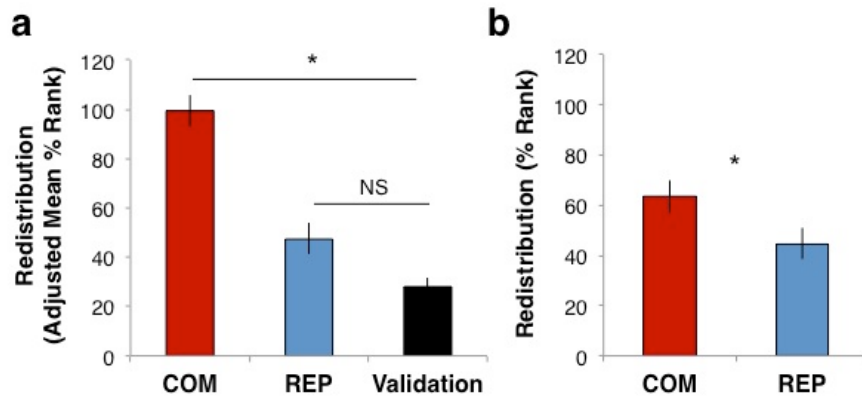 a
Redistribution
(Adjusted Mean % Rank)
120
100
80
60
40
20
0
*
NS
COM REP Validation
b
Redistribution (% Rank)
120
100
80
60
40
20
0
*
COM REP